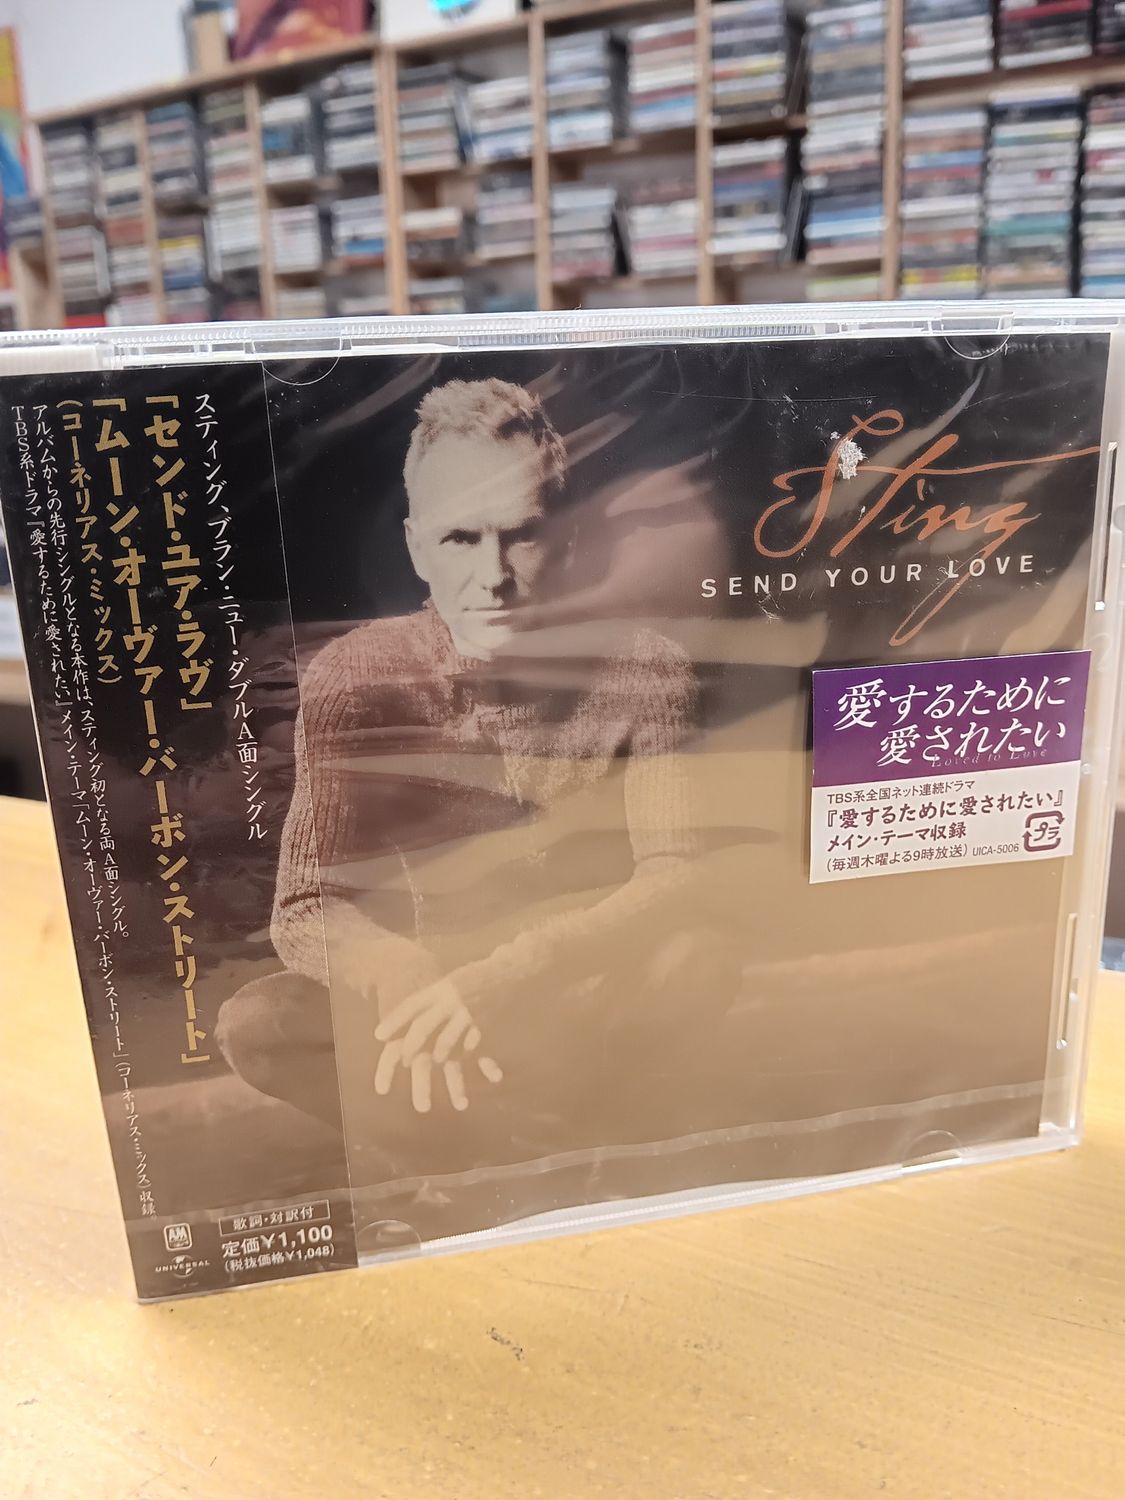 スティング、ブラン・ニュー・ダブルA面シングル
「センド・ユア・ラヴ」
「ムーン・オーヴァー・バーボン・ストリート」
(コーネリアス・ミックス)
アルバムからの先行シングルとなる本作は、スティング初となる両A面シングル。
TBS系ドラマ『愛するために愛されたい』メイン・テーマ「ムーン・オーヴァー・バーボン・ストリート」(コーネリアス・ミックス)収録。
A&M
UNIVERSAL
歌詞・対訳付
定価¥1,100
(税抜価格¥1,048)
Sting
SEND YOUR LOVE
愛するために
愛されたい
Loved to Love
TBS系全国ネット連続ドラマ
『愛するために愛されたい』
メイン・テーマ収録
(毎週木曜よる9時放送) UICA-5006
プラ